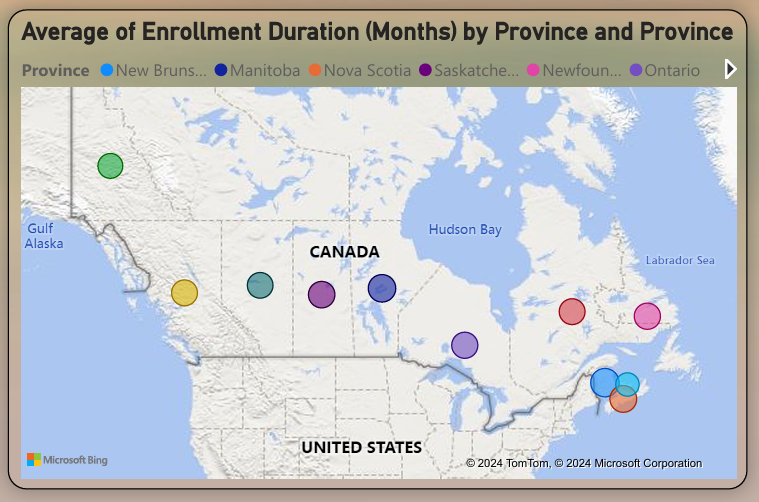 Average of Enrollment Duration (Months) by Province and Province
Province New Bruns... Manitoba Nova Scotia Saskatche... Newfoun... Ontario
Gulf
Alaska
Hudson Bay
CANADA
Labrador Sea
UNITED STATES
Microsoft Bing
© 2024 TomTom, © 2024 Microsoft Corporation